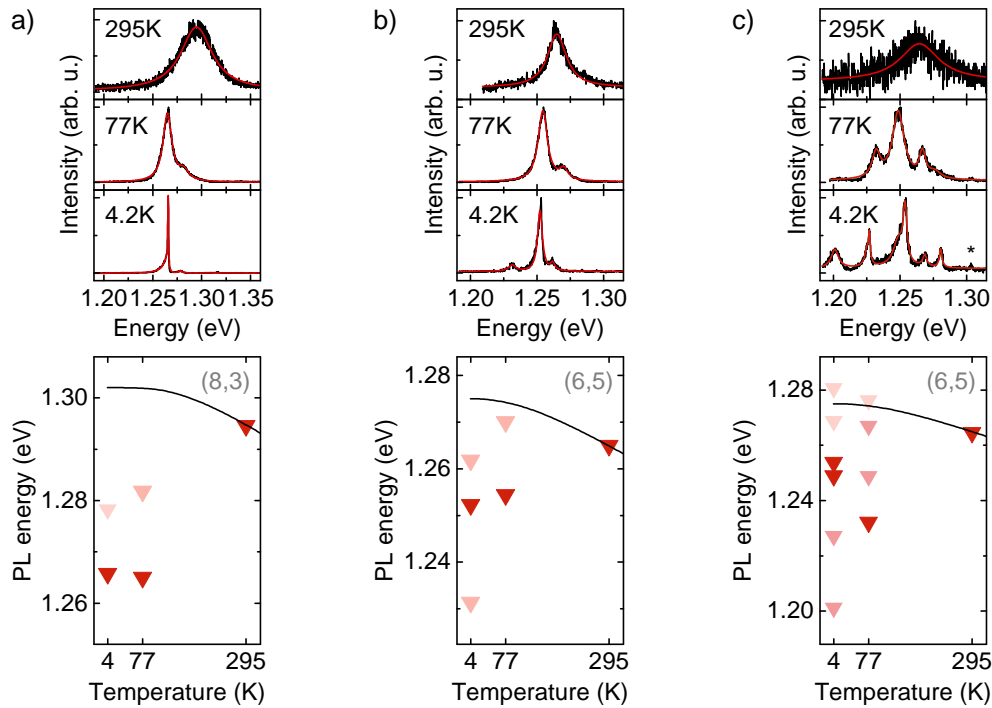 a)
295K
77K
4.2K
Intensity (arb. u.)
1.20 1.25 1.30 1.35
Energy (eV)
b)
295K
77K
4.2K
Intensity (arb. u.)
1.20 1.25 1.30
Energy (eV)
c)
295K
77K
4.2K
*
Intensity (arb. u.)
1.20 1.25 1.30
Energy (eV)
(8,3)
1.30
1.28
1.26
PL energy (eV)
4 77 295
Temperature (K)
(6,5)
1.28
1.26
1.24
PL energy (eV)
4 77 295
Temperature (K)
(6,5)
1.28
1.24
1.20
PL energy (eV)
4 77 295
Temperature (K)